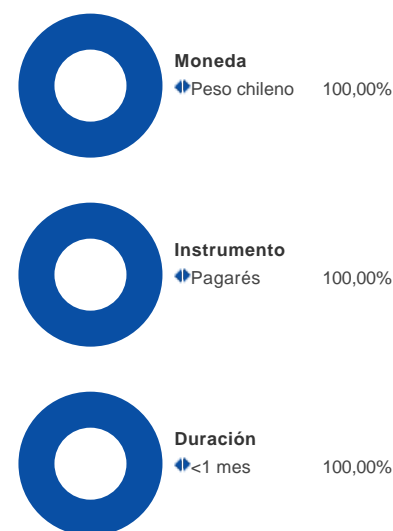 Moneda
Peso chileno 100,00%
Instrumento
Pagarés 100,00%
Duración
<1 mes 100,00%